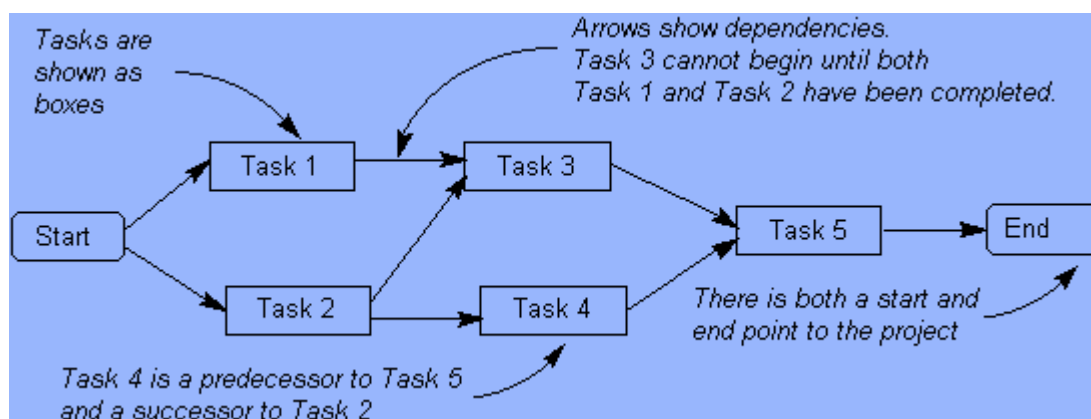 Tasks are
shown as
boxes
Arrows show dependencies.
Task 3 cannot begin until both
Task 1 and Task 2 have been completed.
Task 1
Task 3
Start
Task 5
End
Task 2
Task 4
There is both a start and
end point to the project
Task 4 is a predecessor to Task 5
and a successor to Task 2